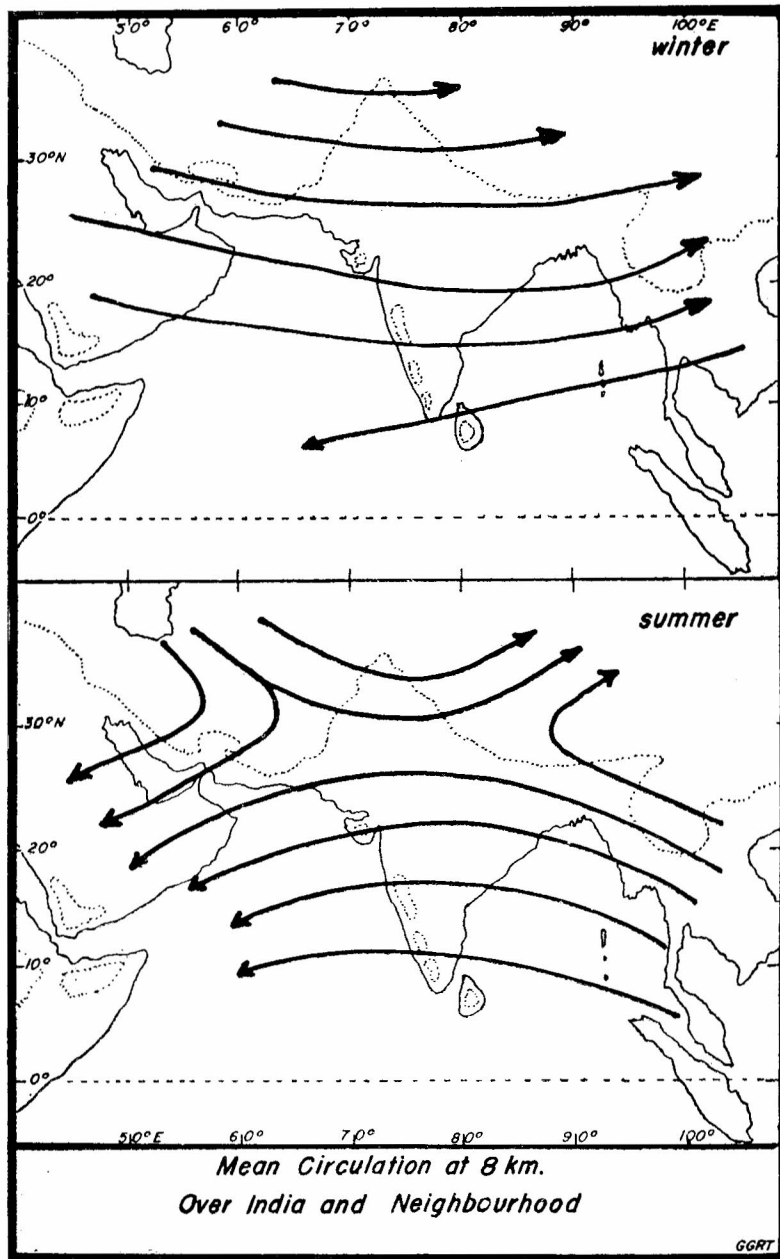 50° 60° 70° 80° 90° 100°E
winter
30°N
20°
10°
0°
summer
30°N
20°
10°
0°
50°E 60° 70° 80° 90° 100°
Mean Circulation at 8 km.
Over India and Neighbourhood
GGRT